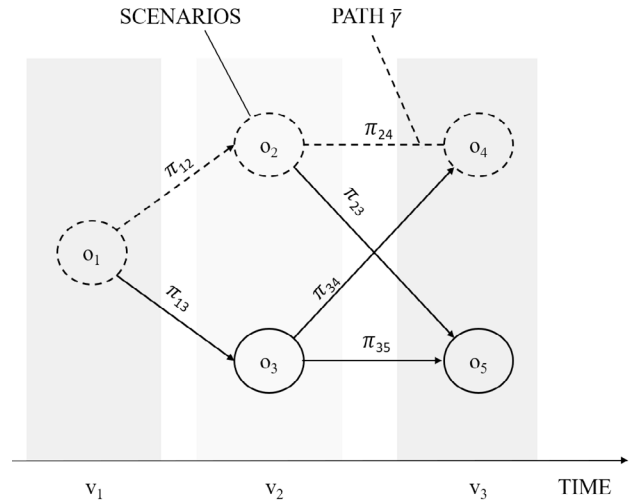 SCENARIOS PATH γ̄
π₂₄
o₂ o₄
π₁₂
π₂₃
o₁
π₃₄
π₁₃
π₃₅
o₃ o₅
v₁ v₂ v₃ TIME